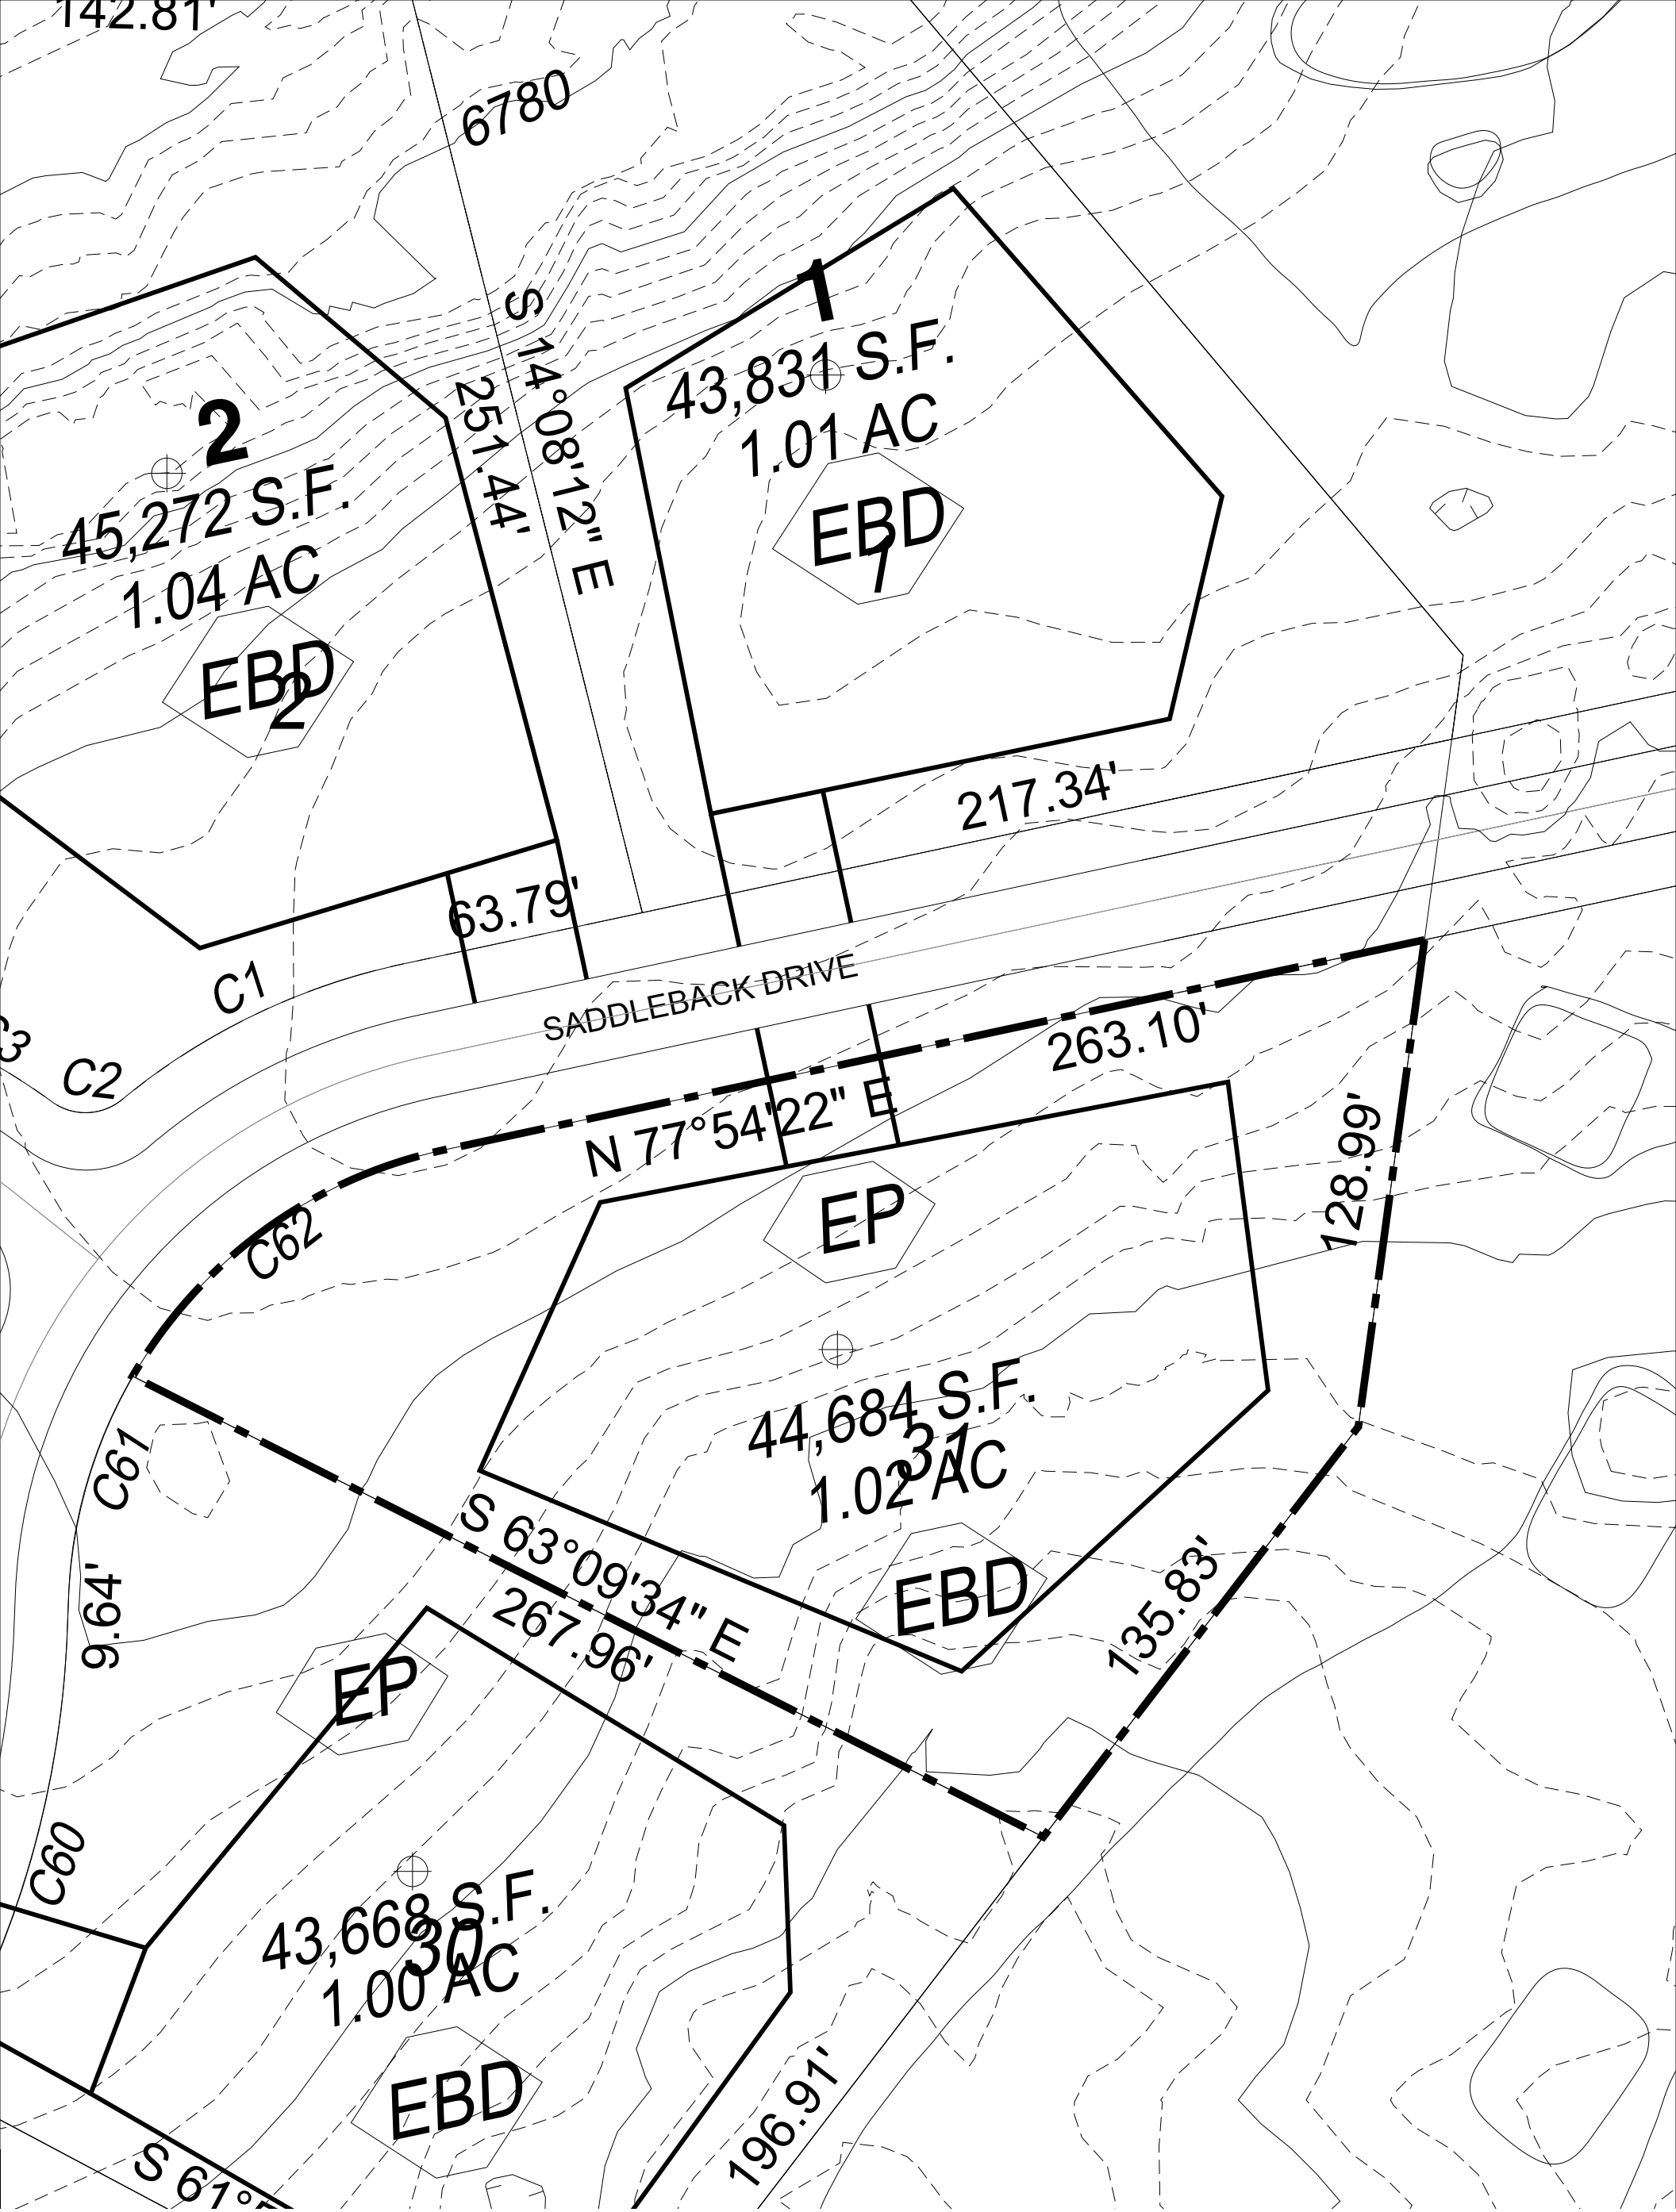 142.81'
6780
1
43,831 S.F.
1.01 AC
EBD
1
S 14°08'12" E
251.44'
2
45,272 S.F.
1.04 AC
EBD
2
217.34'
63.79'
C1
C2
SADDLEBACK DRIVE
263.10'
N 77°54'22" E
128.99'
C62
EP
44,684 S.F.
31
1.02 AC
EBD
C61
S 63°09'34" E
267.96'
135.83'
9.64'
EP
C60
43,668 S.F.
30
1.00 AC
EBD
196.91'
S 61°